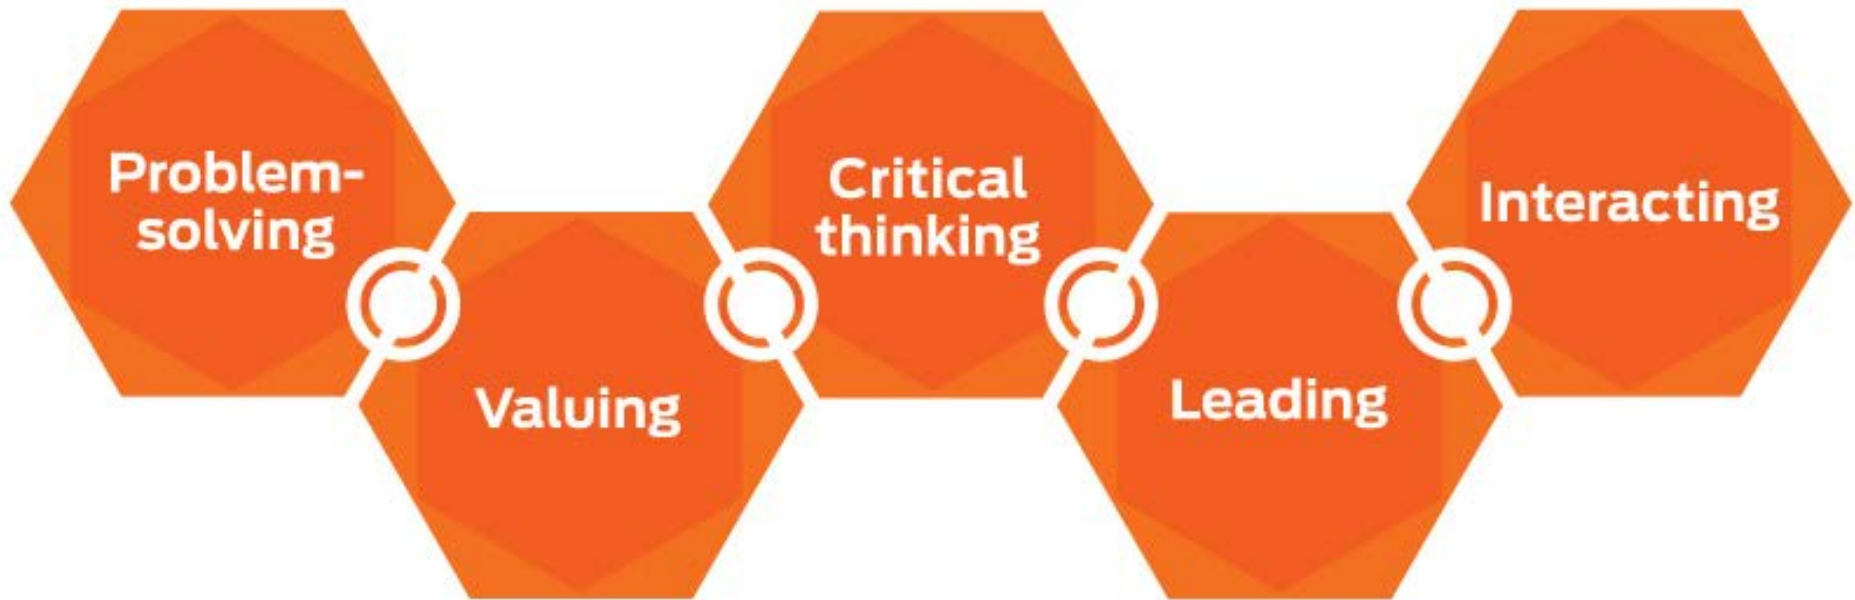 Problem-
solving
Valuing
Critical
thinking
Leading
Interacting